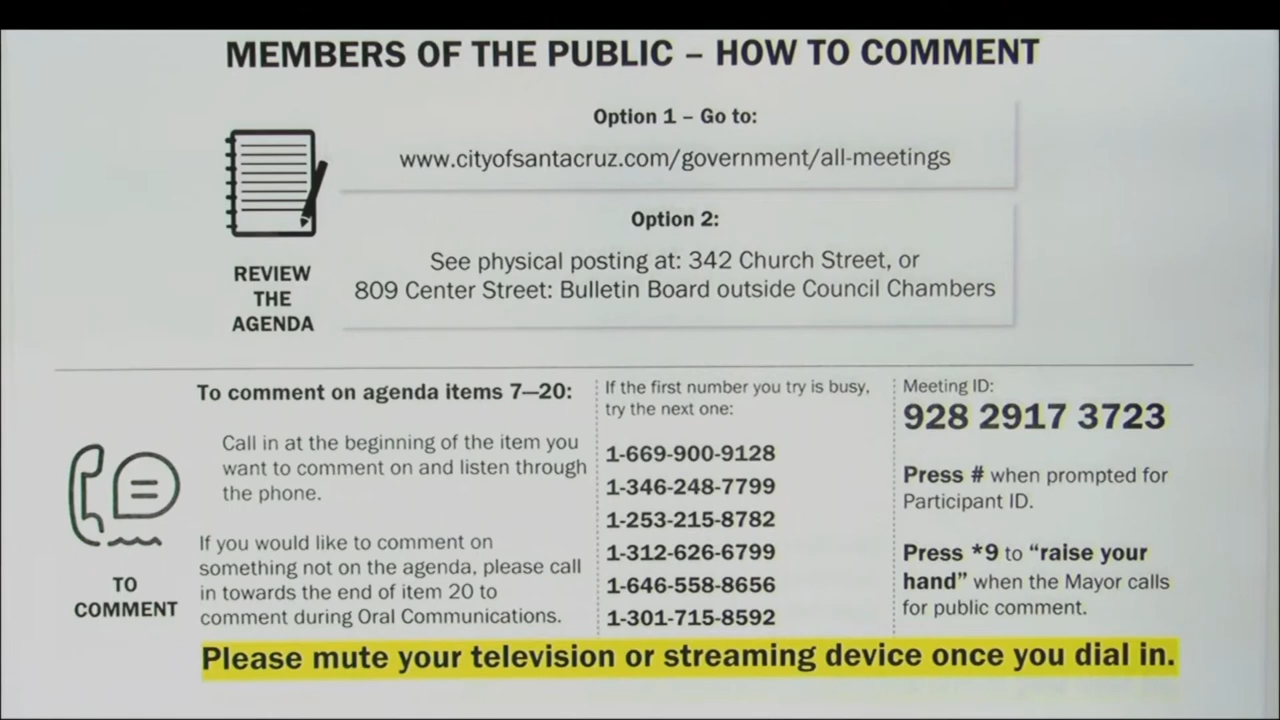 MEMBERS OF THE PUBLIC – HOW TO COMMENT
Option 1 – Go to:
www.cityofsantacruz.com/government/all-meetings
Option 2:
See physical posting at: 342 Church Street, or
809 Center Street: Bulletin Board outside Council Chambers
REVIEW
THE
AGENDA
To comment on agenda items 7—20:
Call in at the beginning of the item you
want to comment on and listen through
the phone.
If you would like to comment on
something not on the agenda, please call
in towards the end of item 20 to
comment during Oral Communications.
TO
COMMENT
If the first number you try is busy,
try the next one:
1-669-900-9128
1-346-248-7799
1-253-215-8782
1-312-626-6799
1-646-558-8656
1-301-715-8592
Meeting ID:
928 2917 3723
Press # when prompted for
Participant ID.
Press *9 to “raise your
hand” when the Mayor calls
for public comment.
Please mute your television or streaming device once you dial in.